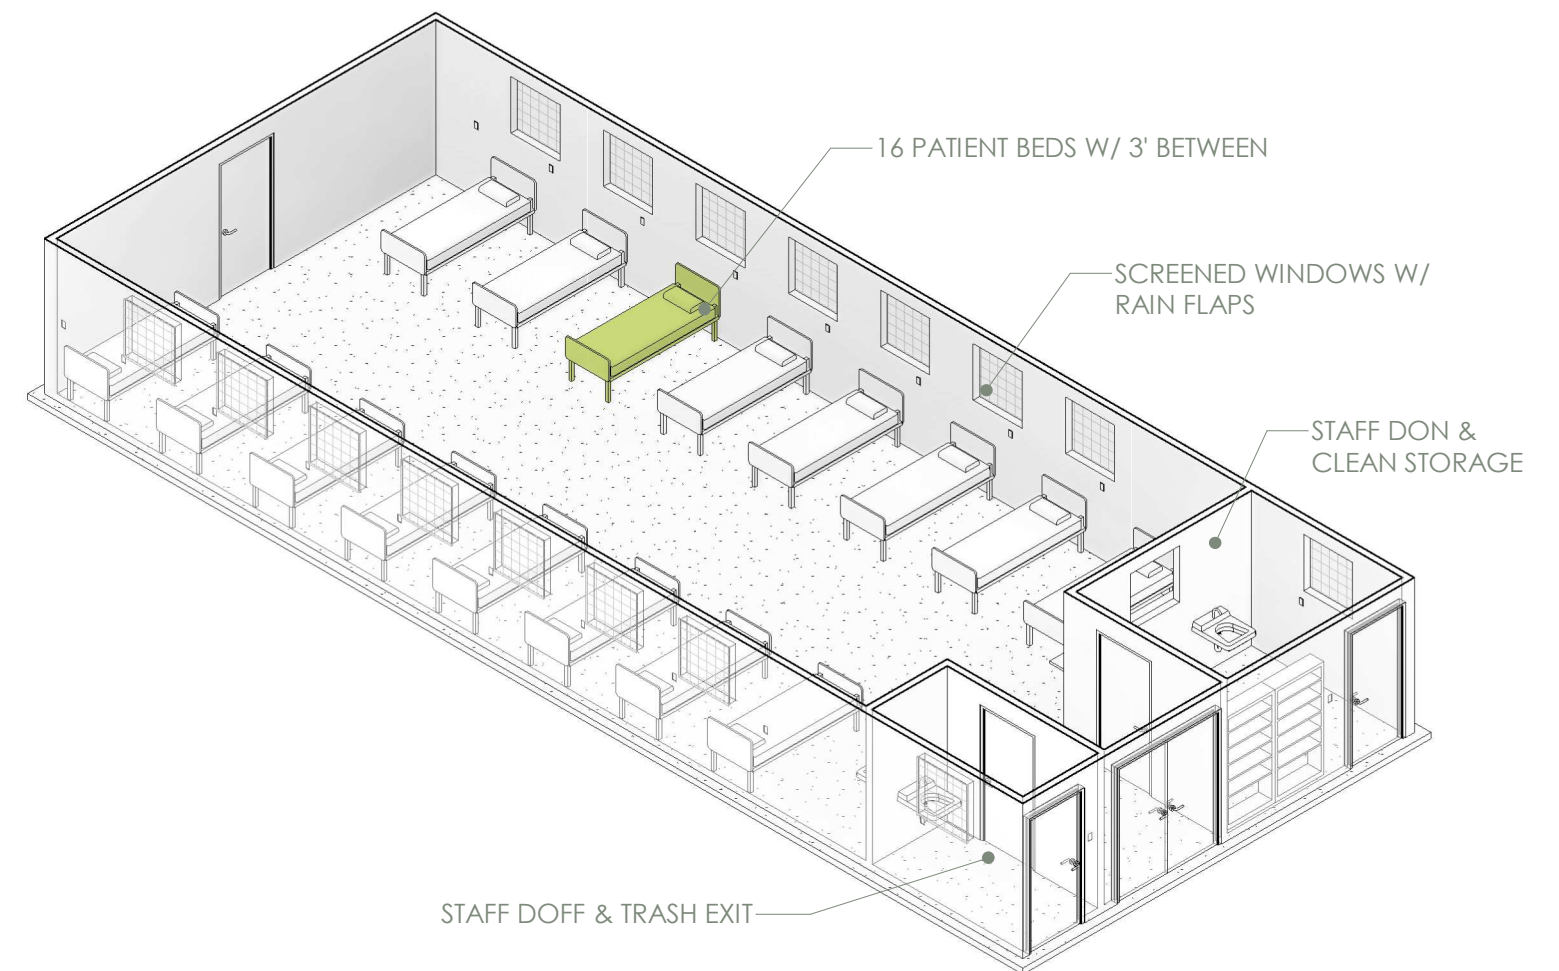 16 PATIENT BEDS W/ 3' BETWEEN
SCREENED WINDOWS W/
RAIN FLAPS
STAFF DON &
CLEAN STORAGE
STAFF DOFF & TRASH EXIT